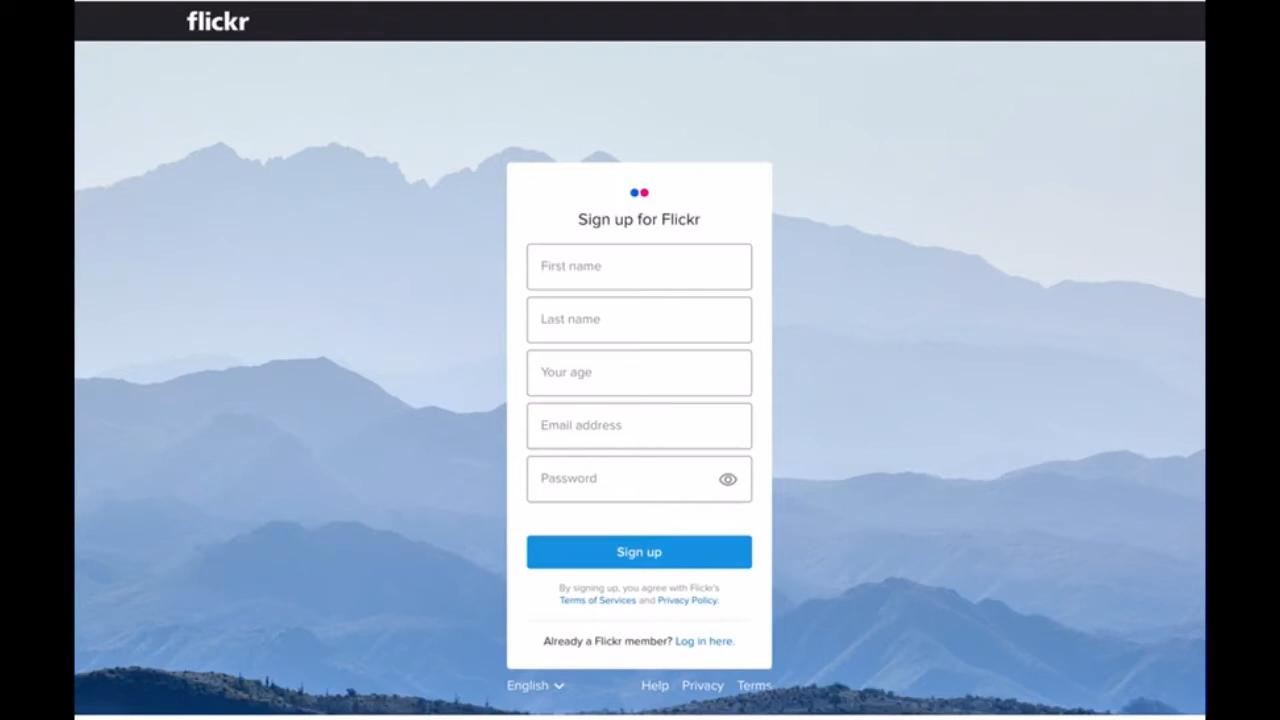 flickr
Sign up for Flickr
First name
Last name
Your age
Email address
Password
Sign up
By signing up, you agree with Flickr's
Terms of Services and Privacy Policy.
Already a Flickr member? Log in here.
English Help Privacy Terms